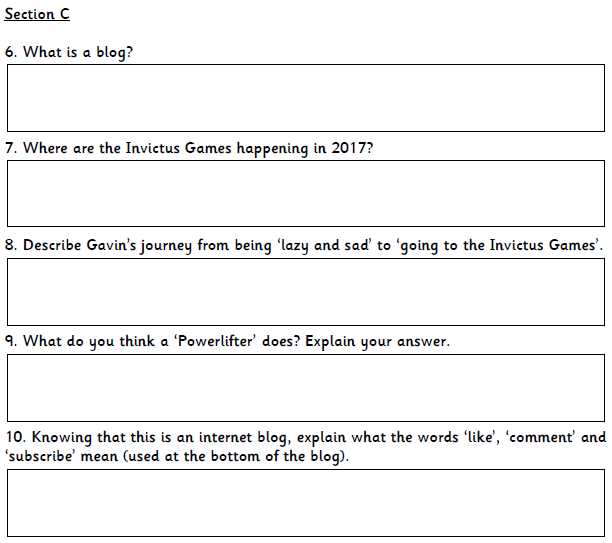 Section C
6. What is a blog?
7. Where are the Invictus Games happening in 2017?
8. Describe Gavin's journey from being 'lazy and sad' to 'going to the Invictus Games'.
9. What do you think a 'Powerlifter' does? Explain your answer.
10. Knowing that this is an internet blog, explain what the words 'like', 'comment' and
'subscribe' mean (used at the bottom of the blog).